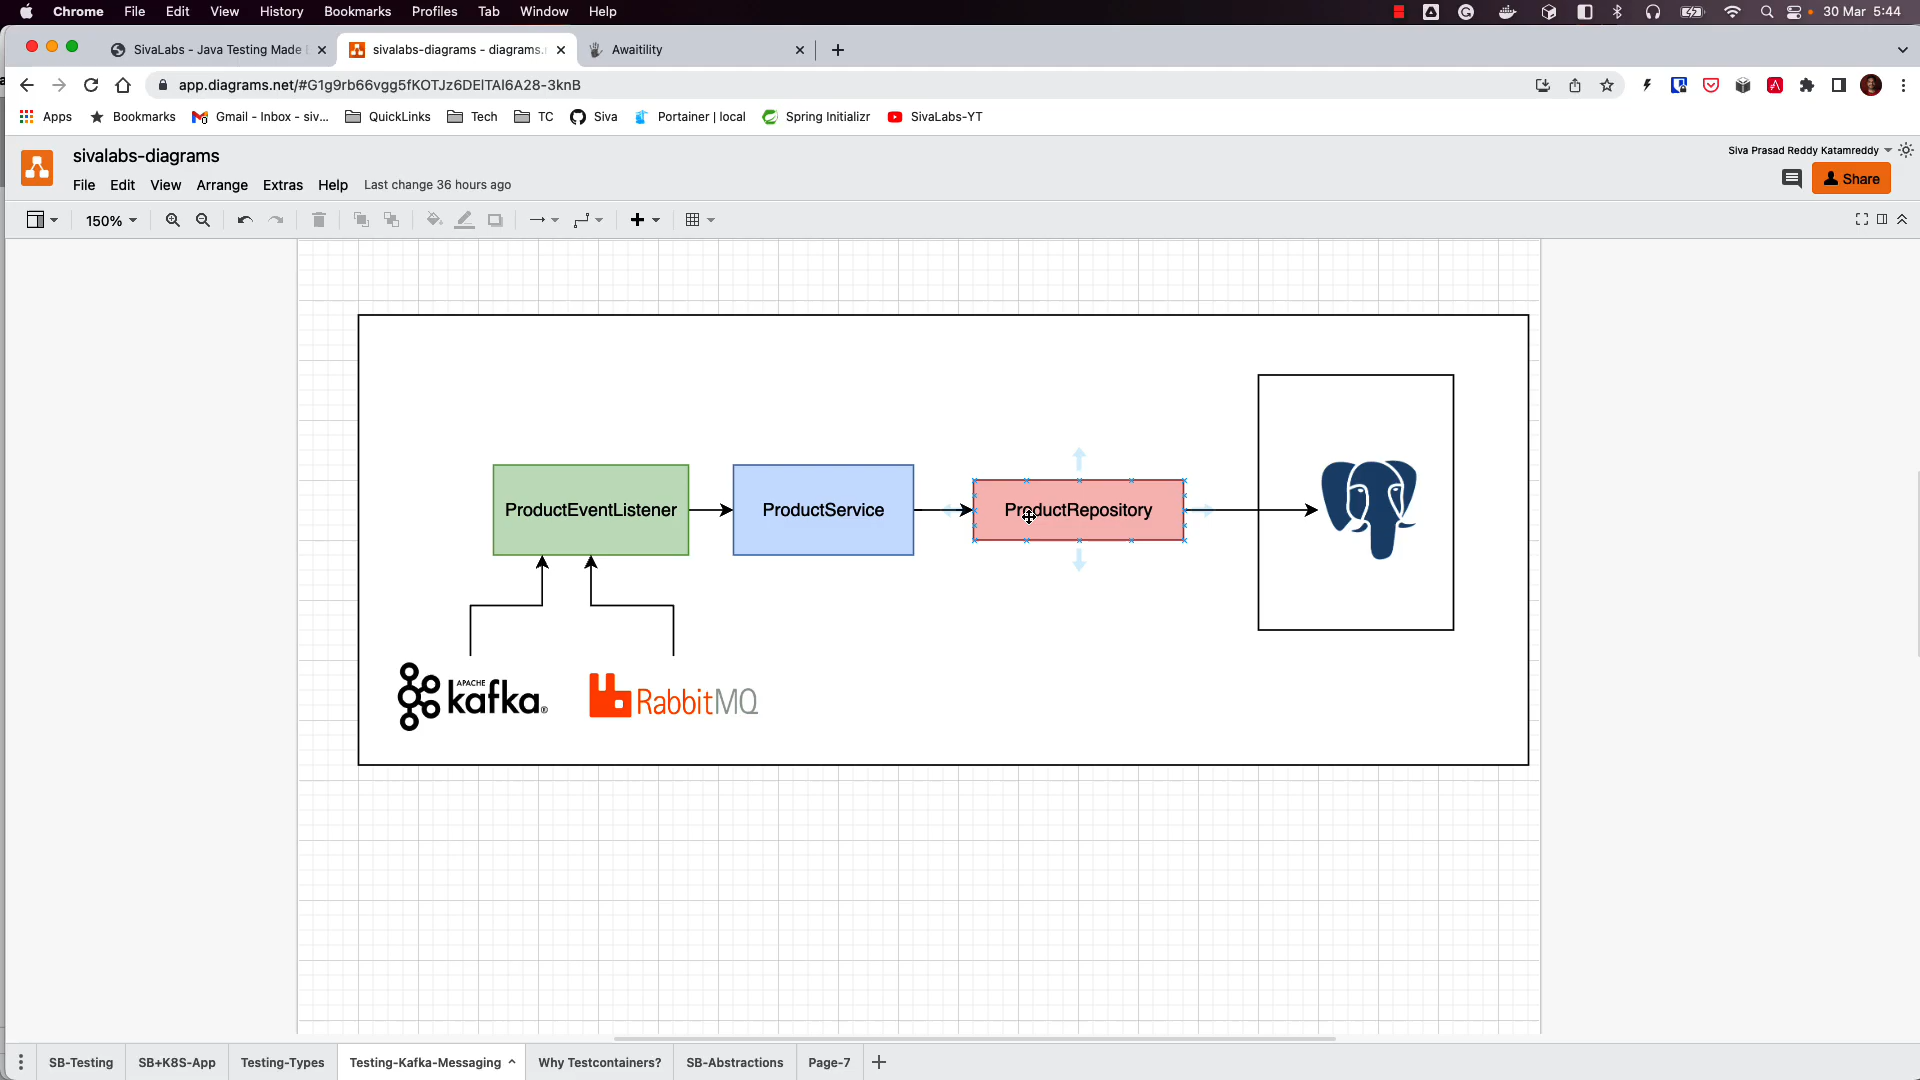 Chrome File Edit View History Bookmarks Profiles Tab Window Help 30 Mar 5:44
SivaLabs - Java Testing Made
sivalabs-diagrams - diagrams.
Awaitility
app.diagrams.net/#G1g9rb66vgg5fKOTJz6DElTAl6A28-3knB
Apps Bookmarks Gmail - Inbox - siv... QuickLinks Tech TC Siva Portainer | local Spring Initializr SivaLabs-YT
sivalabs-diagrams
Siva Prasad Reddy Katamreddy
File Edit View Arrange Extras Help Last change 36 hours ago
Share
150%
ProductEventListener
ProductService
ProductRepository
APACHE
kafka®
RabbitMQ
SB-Testing SB+K8S-App Testing-Types Testing-Kafka-Messaging Why Testcontainers? SB-Abstractions Page-7